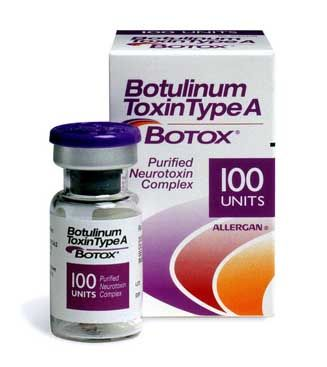 100 UNITS
Botulinum
Toxin Type A
BOTOX®
Purified
Neurotoxin
Complex
100
UNITS
ALLERGAN®
Botulinum
Toxin Type A
BOTOX®
100
UNITS
Purified
Neurotoxin
Complex